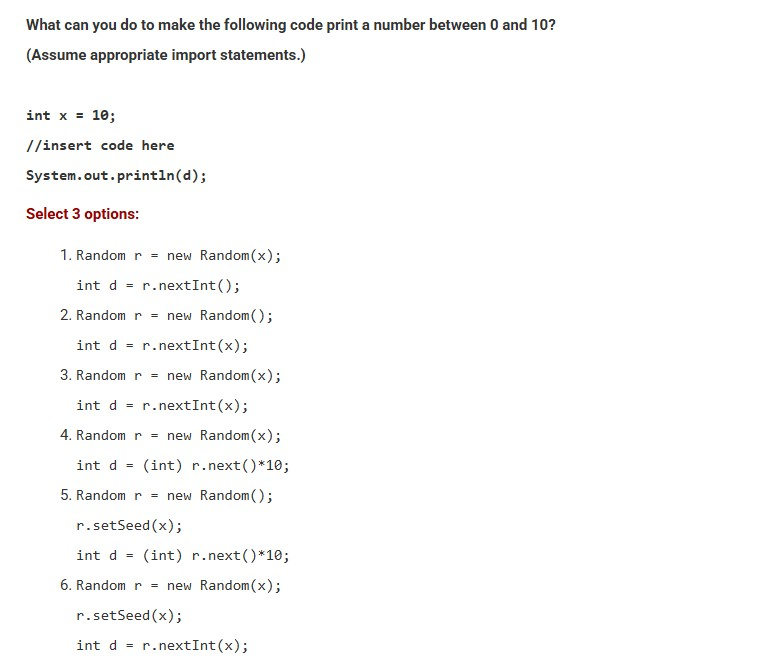 What can you do to make the following code print a number between 0 and 10?
(Assume appropriate import statements.)
int x = 10;
//insert code here
System.out.println(d);
Select 3 options:
1. Random r = new Random(x);
int d = r.nextInt();
2. Random r = new Random();
int d = r.nextInt(x);
3. Random r = new Random(x);
int d = r.nextInt(x);
4. Random r = new Random(x);
int d = (int) r.next()*10;
5. Random r = new Random();
r.setSeed(x);
int d = (int) r.next()*10;
6. Random r = new Random(x);
r.setSeed(x);
int d = r.nextInt(x);